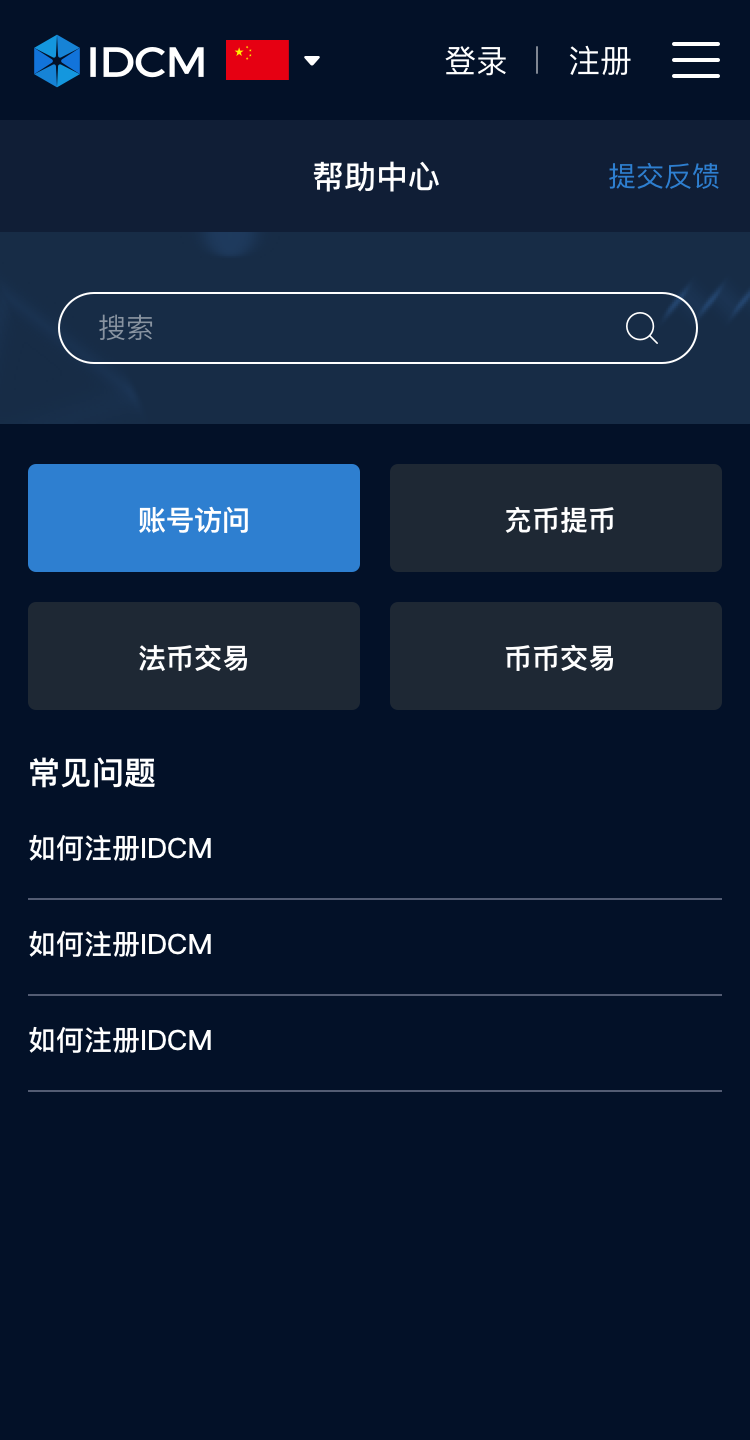 IDCM 登录 注册
帮助中心 提交反馈
搜索
账号访问 充币提币
法币交易 币币交易
常见问题
如何注册IDCM
如何注册IDCM
如何注册IDCM